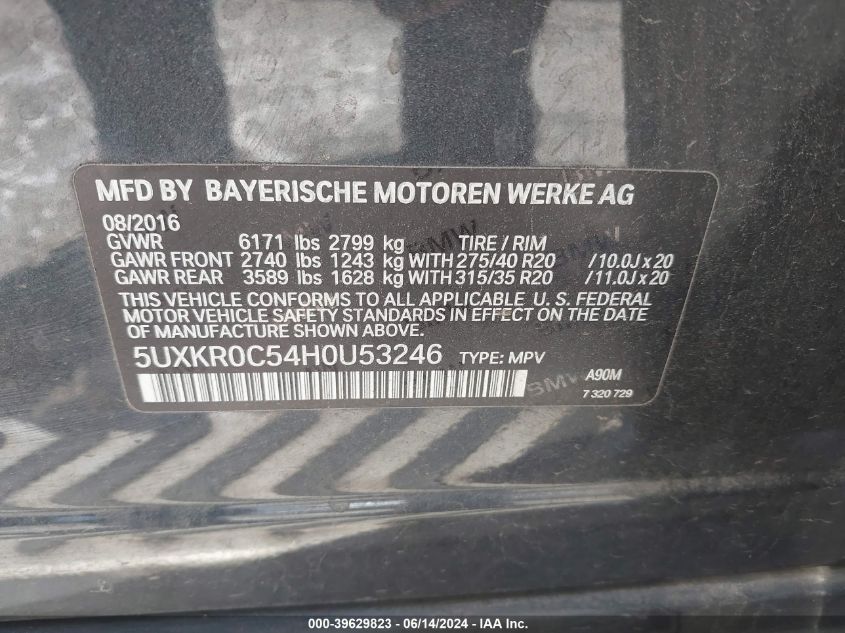 MFD BY BAYERISCHE MOTOREN WERKE AG
08/2016
GVWR 6171 lbs 2799 kg TIRE / RIM
GAWR FRONT 2740 lbs 1243 kg WITH 275/40 R20 /10.0J x 20
GAWR REAR 3589 lbs 1628 kg WITH 315/35 R20 /11.0J x 20
THIS VEHICLE CONFORMS TO ALL APPLICABLE U. S. FEDERAL
MOTOR VEHICLE SAFETY STANDARDS IN EFFECT ON THE DATE
OF MANUFACTURE SHOWN ABOVE.
5UXKR0C54H0U53246 TYPE: MPV
A90M
7 320 729
000-39629823 - 06/14/2024 - IAA Inc.